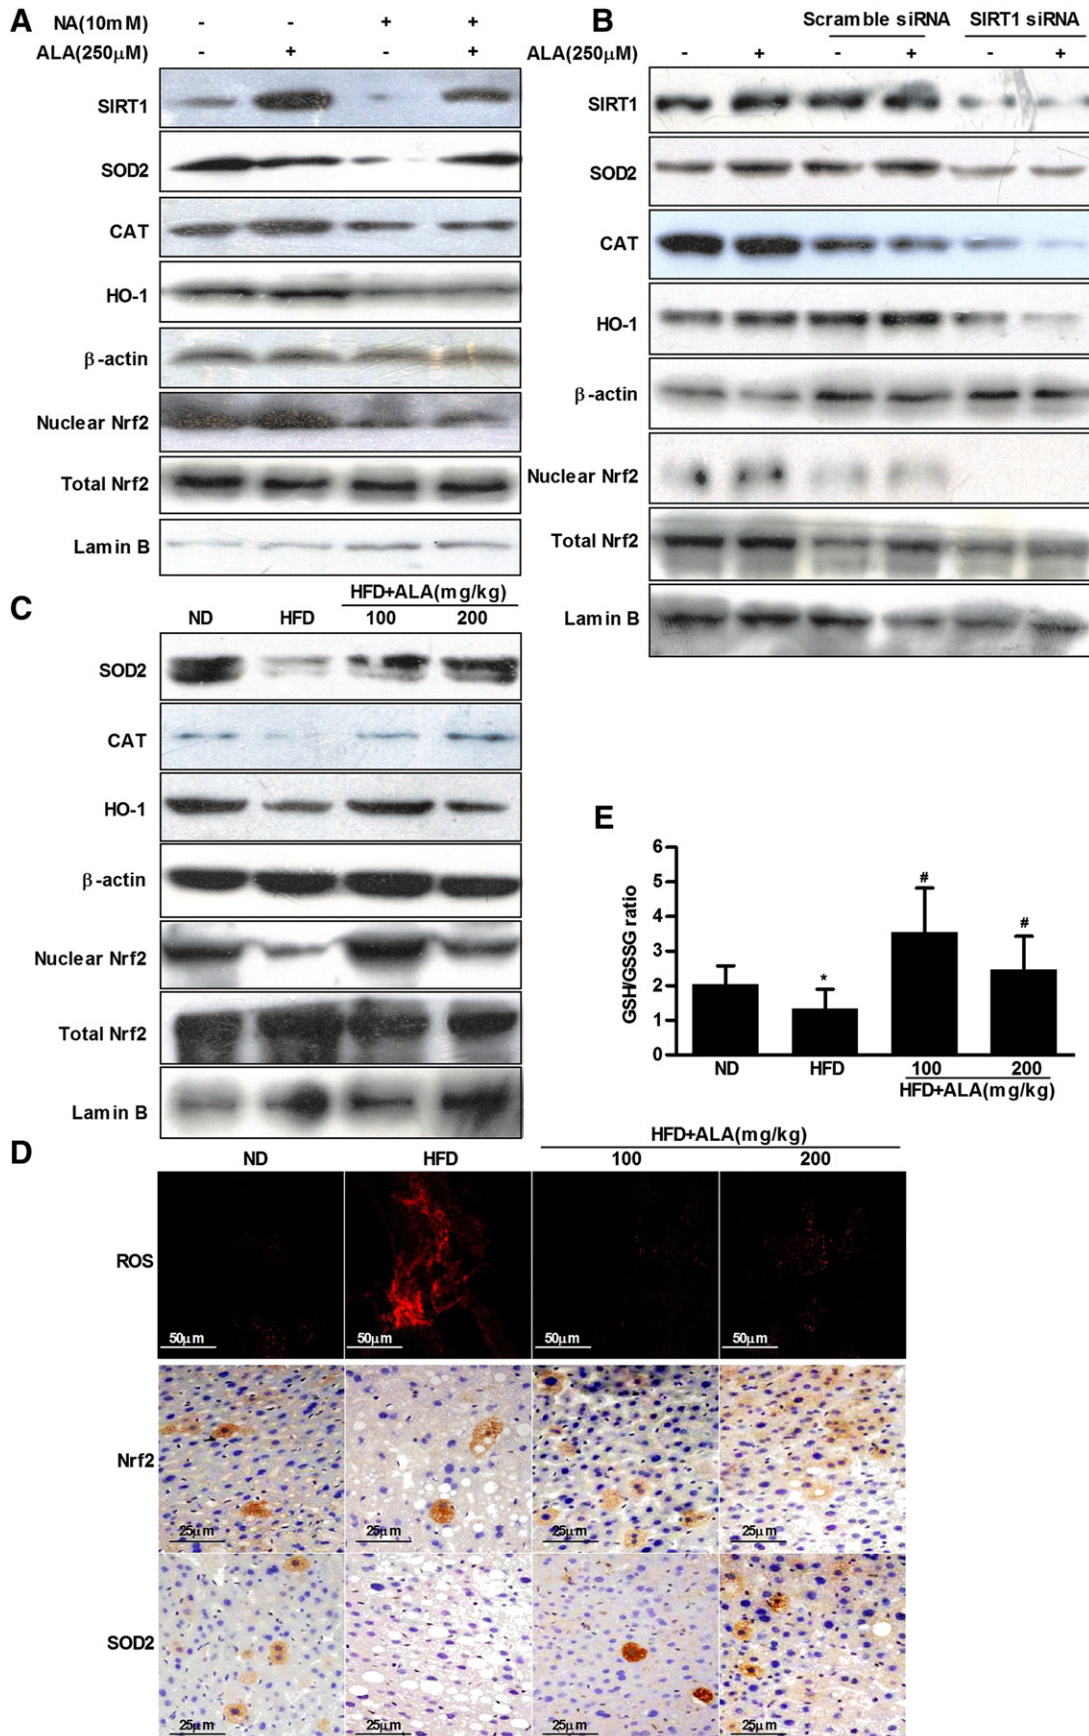 A
NA(10mM) - - + +
ALA(250µM) - + - +
SIRT1
SOD2
CAT
HO-1
β-actin
Nuclear Nrf2
Total Nrf2
Lamin B
B
Scramble siRNA SIRT1 siRNA
ALA(250µM) - + - + - +
SIRT1
SOD2
CAT
HO-1
β-actin
Nuclear Nrf2
Total Nrf2
Lamin B
C
HFD+ALA(mg/kg)
ND HFD 100 200
SOD2
CAT
HO-1
β-actin
Nuclear Nrf2
Total Nrf2
Lamin B
E
GSH/GSSG ratio
6
5
4
3
2
1
0
* # #
ND HFD 100 200
HFD+ALA(mg/kg)
D
HFD+ALA(mg/kg)
ND HFD 100 200
ROS
50µm 50µm 50µm 50µm
Nrf2
25µm 25µm 25µm 25µm
SOD2
25µm 25µm 25µm 25µm